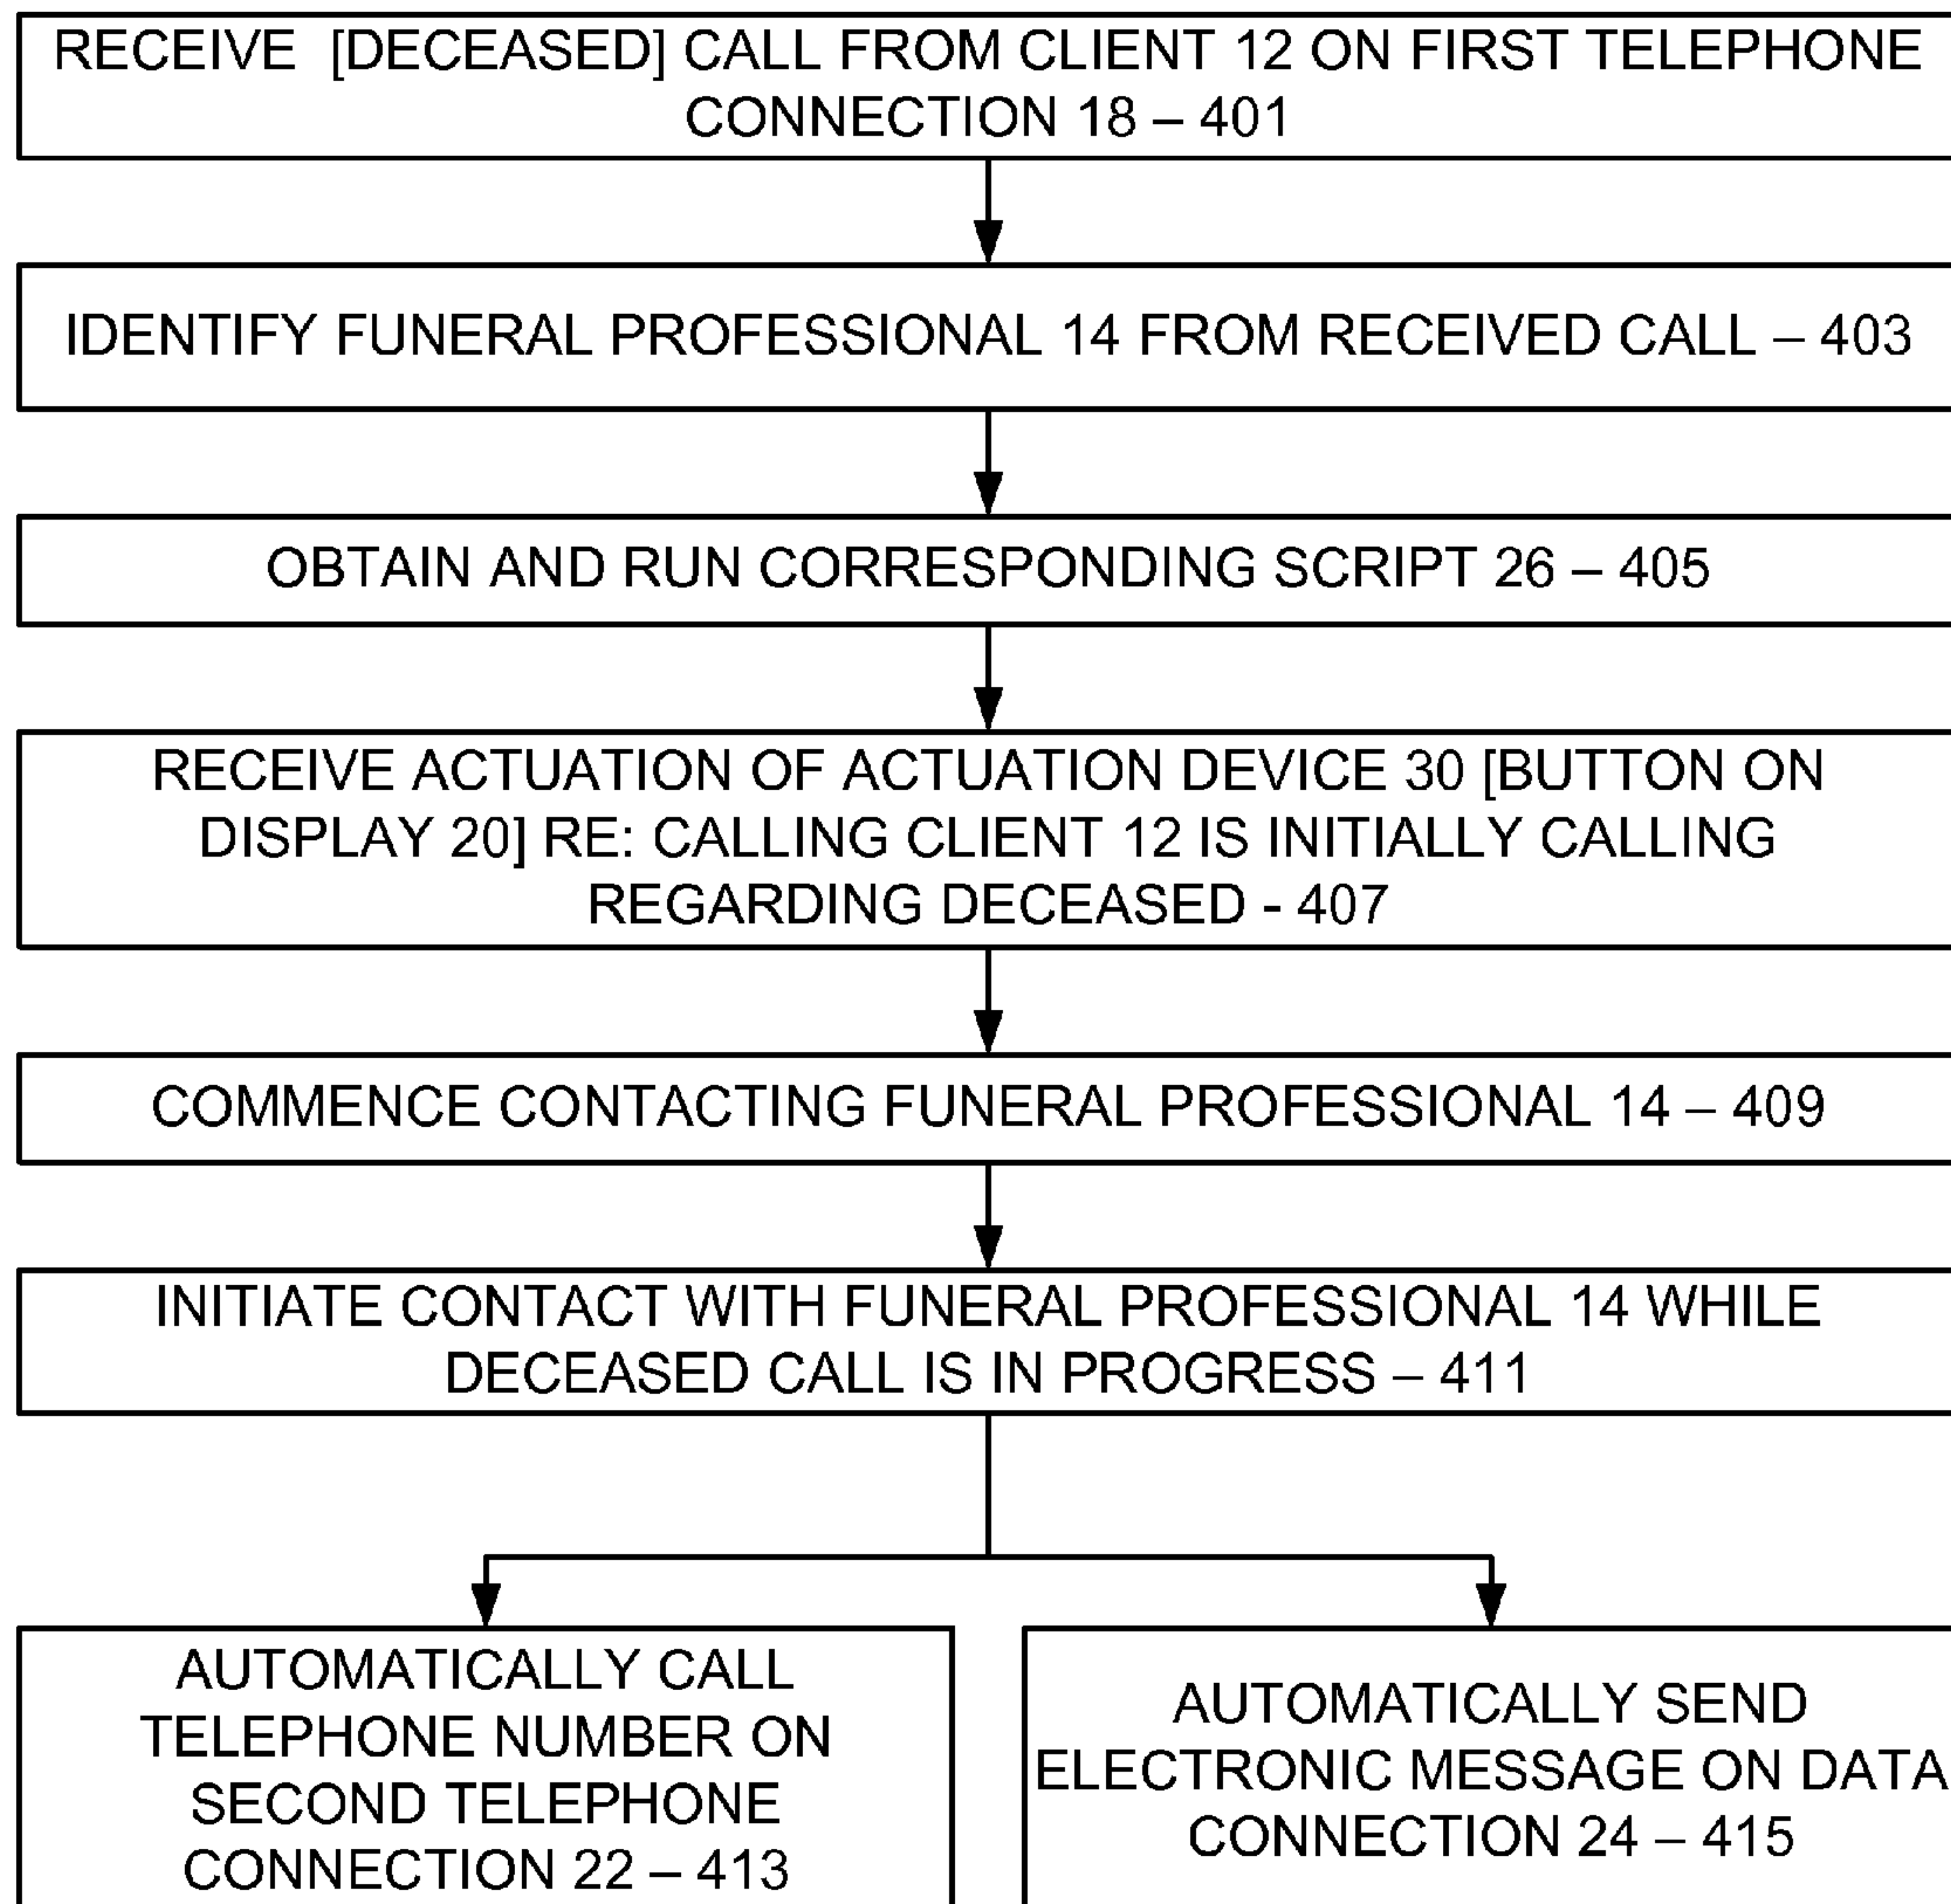 RECEIVE [DECEASED] CALL FROM CLIENT 12 ON FIRST TELEPHONE
CONNECTION 18 – 401
IDENTIFY FUNERAL PROFESSIONAL 14 FROM RECEIVED CALL – 403
OBTAIN AND RUN CORRESPONDING SCRIPT 26 – 405
RECEIVE ACTUATION OF ACTUATION DEVICE 30 [BUTTON ON
DISPLAY 20] RE: CALLING CLIENT 12 IS INITIALLY CALLING
REGARDING DECEASED - 407
COMMENCE CONTACTING FUNERAL PROFESSIONAL 14 – 409
INITIATE CONTACT WITH FUNERAL PROFESSIONAL 14 WHILE
DECEASED CALL IS IN PROGRESS – 411
AUTOMATICALLY CALL
TELEPHONE NUMBER ON
SECOND TELEPHONE
CONNECTION 22 – 413
AUTOMATICALLY SEND
ELECTRONIC MESSAGE ON DATA
CONNECTION 24 – 415